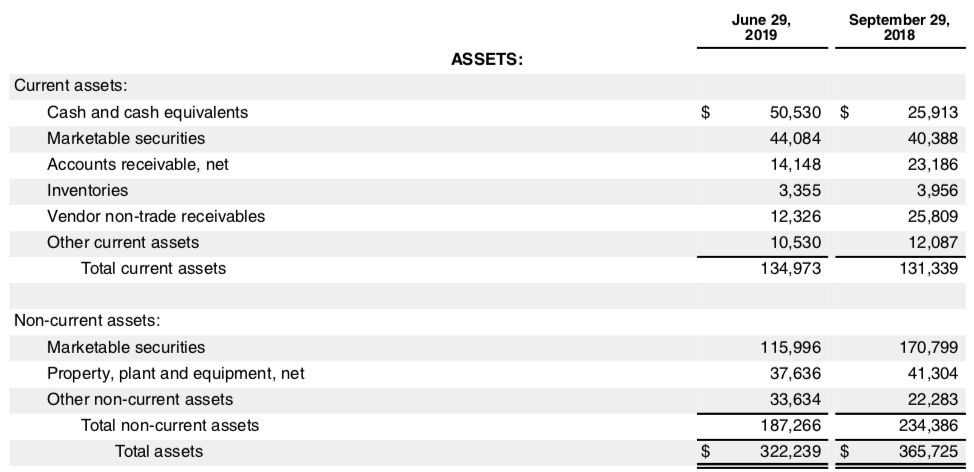 June 29, 2019 September 29, 2018
ASSETS:
Current assets:
Cash and cash equivalents $ 50,530 $ 25,913
Marketable securities 44,084 40,388
Accounts receivable, net 14,148 23,186
Inventories 3,355 3,956
Vendor non-trade receivables 12,326 25,809
Other current assets 10,530 12,087
Total current assets 134,973 131,339
Non-current assets:
Marketable securities 115,996 170,799
Property, plant and equipment, net 37,636 41,304
Other non-current assets 33,634 22,283
Total non-current assets 187,266 234,386
Total assets $ 322,239 $ 365,725